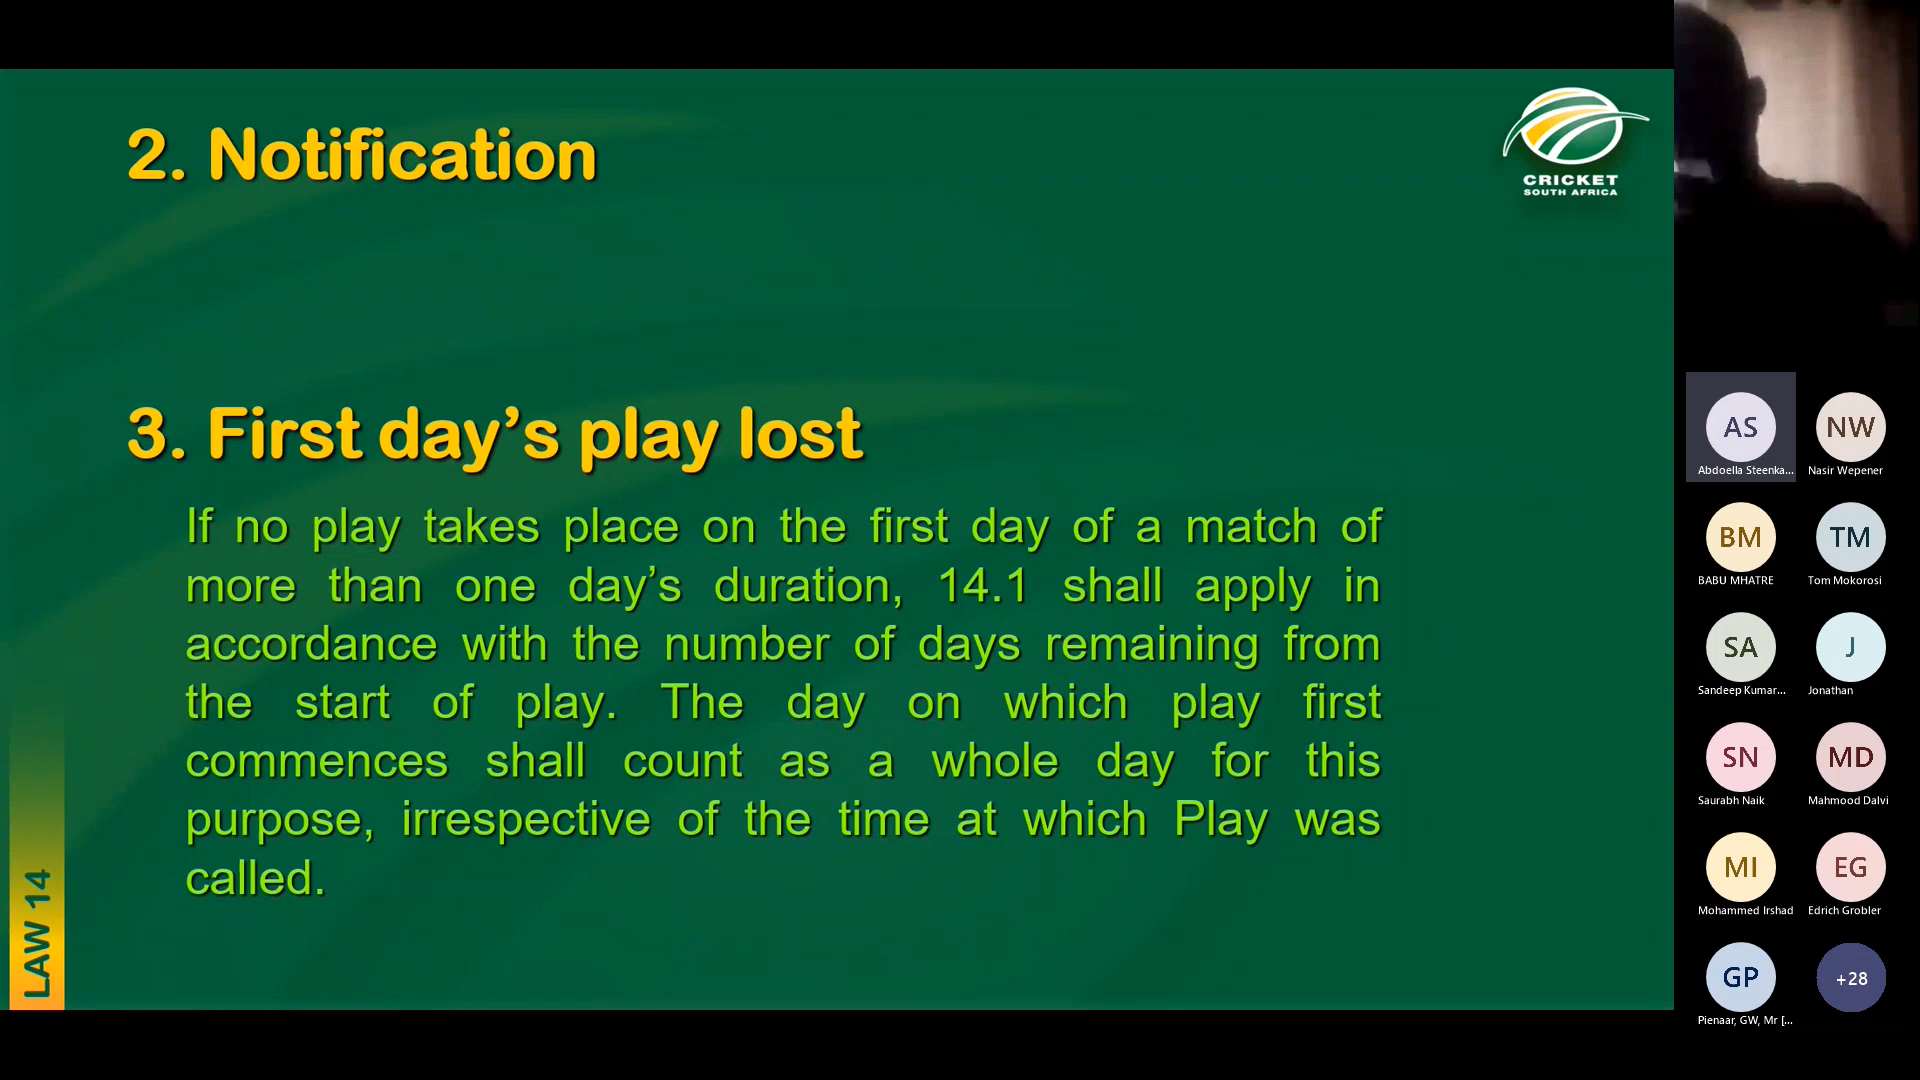 2. Notification
CRICKET
SOUTH AFRICA
3. First day’s play lost
If no play takes place on the first day of a match of
more than one day’s duration, 14.1 shall apply in
accordance with the number of days remaining from
the start of play. The day on which play first
commences shall count as a whole day for this
purpose, irrespective of the time at which Play was
called.
LAW 14
AS
Abdoella Steenka...
NW
Nasir Wepener
BM
BABU MHATRE
TM
Tom Mokorosi
SA
Sandeep Kumar...
J
Jonathan
SN
Saurabh Naik
MD
Mahmood Dalvi
MI
Mohammed Irshad
EG
Edrich Grobler
GP
Pienaar, GW, Mr [...
+28